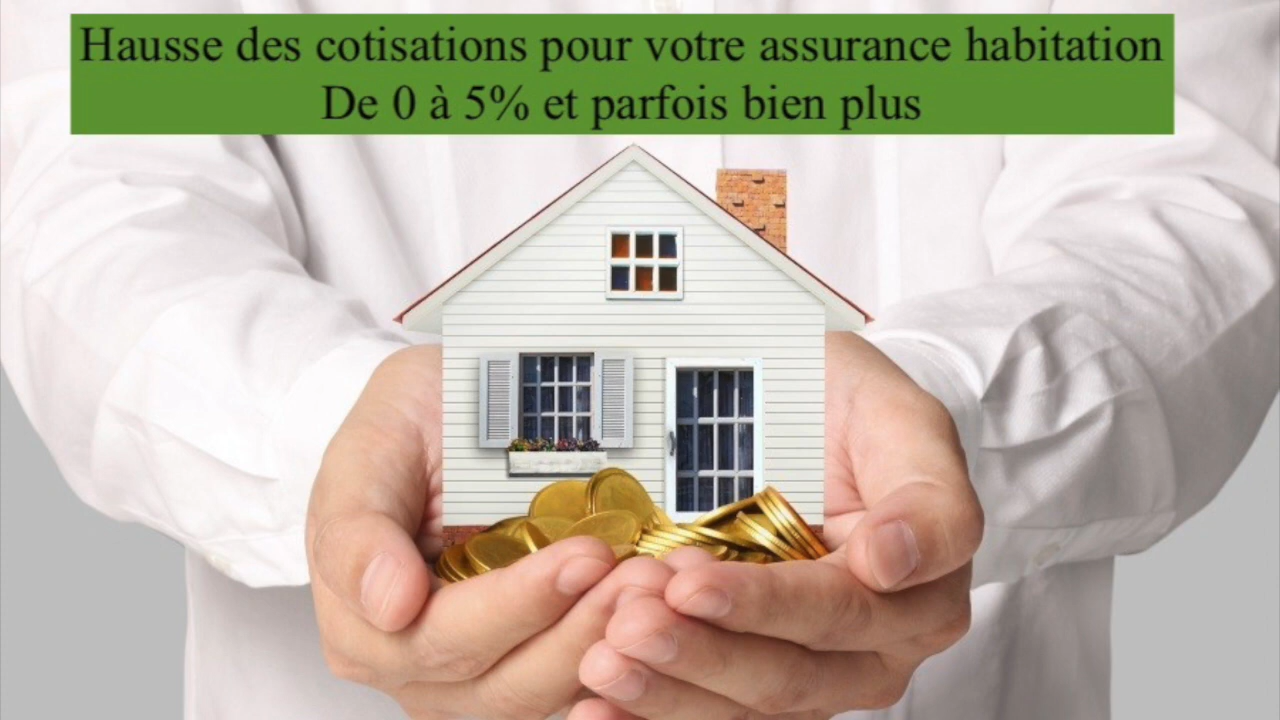 Hausse des cotisations pour votre assurance habitation
De 0 à 5% et parfois bien plus